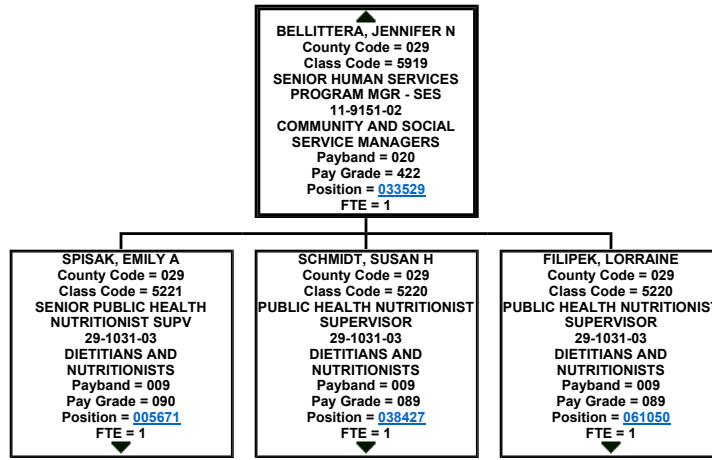 BELLITTERA, JENNIFER N
County Code = 029
Class Code = 5919
SENIOR HUMAN SERVICES
PROGRAM MGR - SES
11-9151-02
COMMUNITY AND SOCIAL
SERVICE MANAGERS
Payband = 020
Pay Grade = 422
Position = 033529
FTE = 1
SPISAK, EMILY A
County Code = 029
Class Code = 5221
SENIOR PUBLIC HEALTH
NUTRITIONIST SUPV
29-1031-03
DIETITIANS AND
NUTRITIONISTS
Payband = 009
Pay Grade = 090
Position = 005671
FTE = 1
SCHMIDT, SUSAN H
County Code = 029
Class Code = 5220
PUBLIC HEALTH NUTRITIONIST
SUPERVISOR
29-1031-03
DIETITIANS AND
NUTRITIONISTS
Payband = 009
Pay Grade = 089
Position = 038427
FTE = 1
FILIPEK, LORRAINE
County Code = 029
Class Code = 5220
PUBLIC HEALTH NUTRITIONIST
SUPERVISOR
29-1031-03
DIETITIANS AND
NUTRITIONISTS
Payband = 009
Pay Grade = 089
Position = 061050
FTE = 1